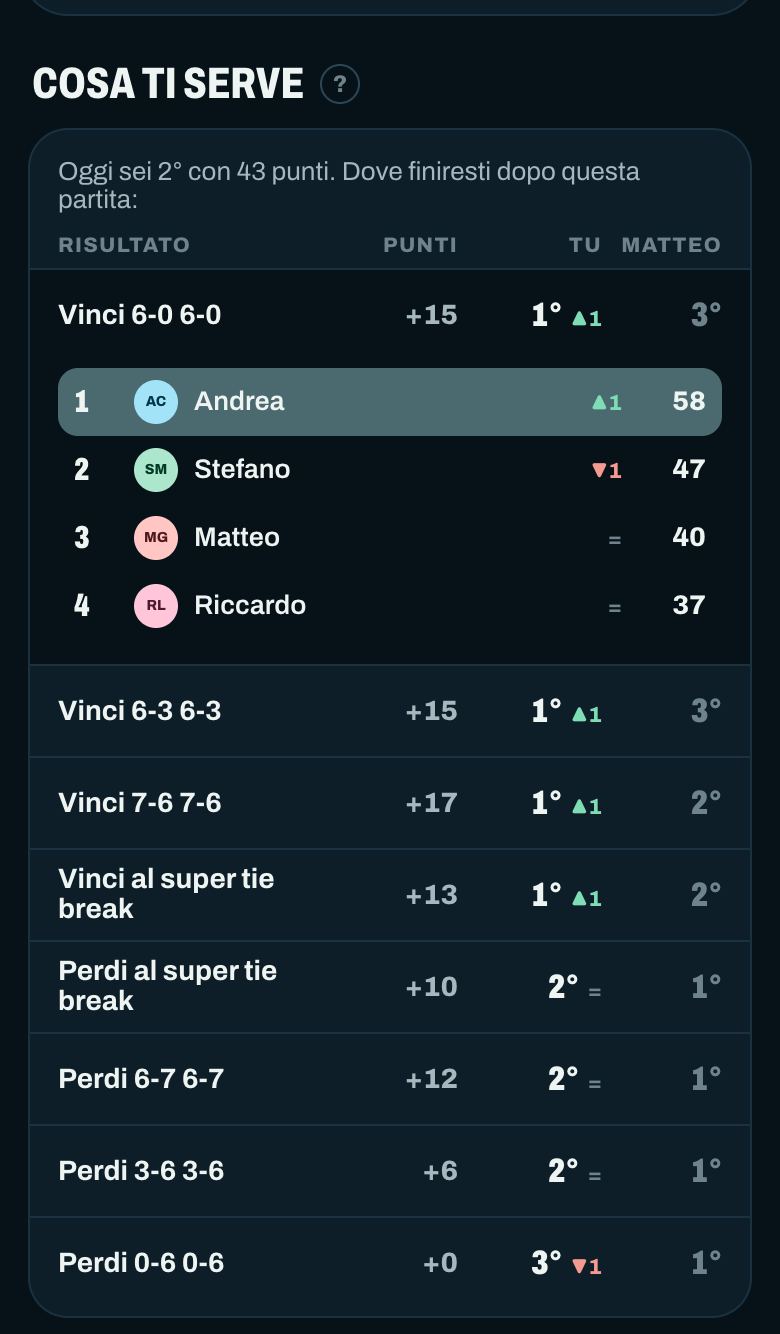 COSA TI SERVE ?
Oggi sei 2° con 43 punti. Dove finiresti dopo questa
partita:
RISULTATO PUNTI TU MATTEO
Vinci 6-0 6-0 +15 1° ▲1 3°
1 AC Andrea ▲1 58
2 SM Stefano ▼1 47
3 MG Matteo = 40
4 RL Riccardo = 37
Vinci 6-3 6-3 +15 1° ▲1 3°
Vinci 7-6 7-6 +17 1° ▲1 2°
Vinci al super tie
break +13 1° ▲1 2°
Perdi al super tie
break +10 2° = 1°
Perdi 6-7 6-7 +12 2° = 1°
Perdi 3-6 3-6 +6 2° = 1°
Perdi 0-6 0-6 +0 3° ▼1 1°